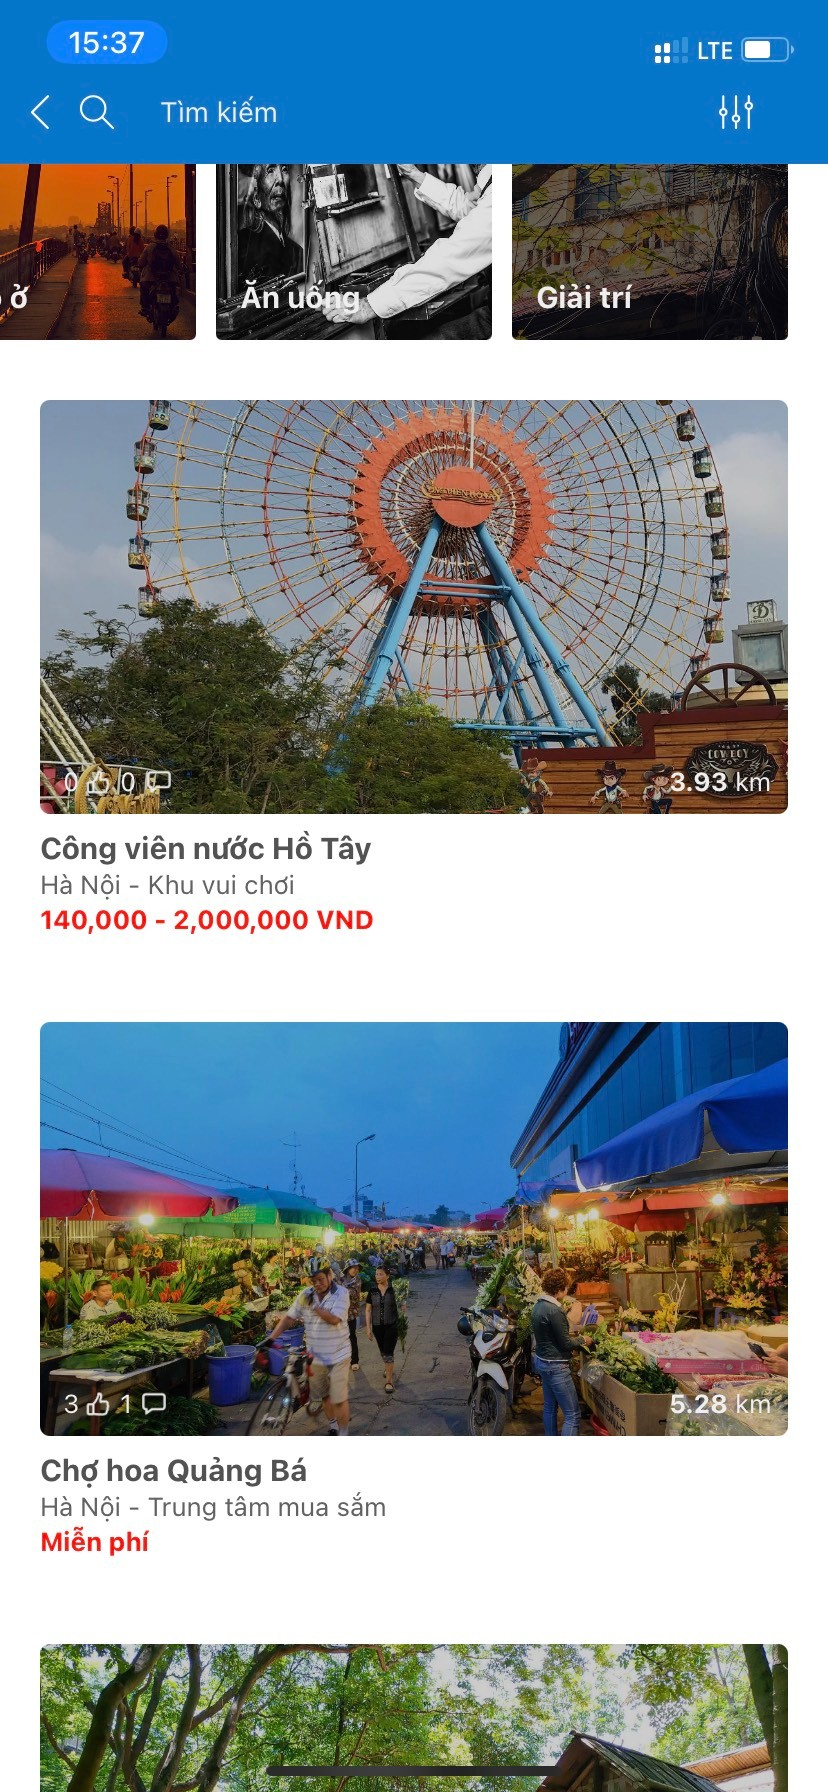 15:37
LTE
Tìm kiếm
ở
Ăn uống
Giải trí
COWBOY
0 0
3.93 km
Công viên nước Hồ Tây
Hà Nội - Khu vui chơi
140,000 - 2,000,000 VND
3 1
5.28 km
Chợ hoa Quảng Bá
Hà Nội - Trung tâm mua sắm
Miễn phí